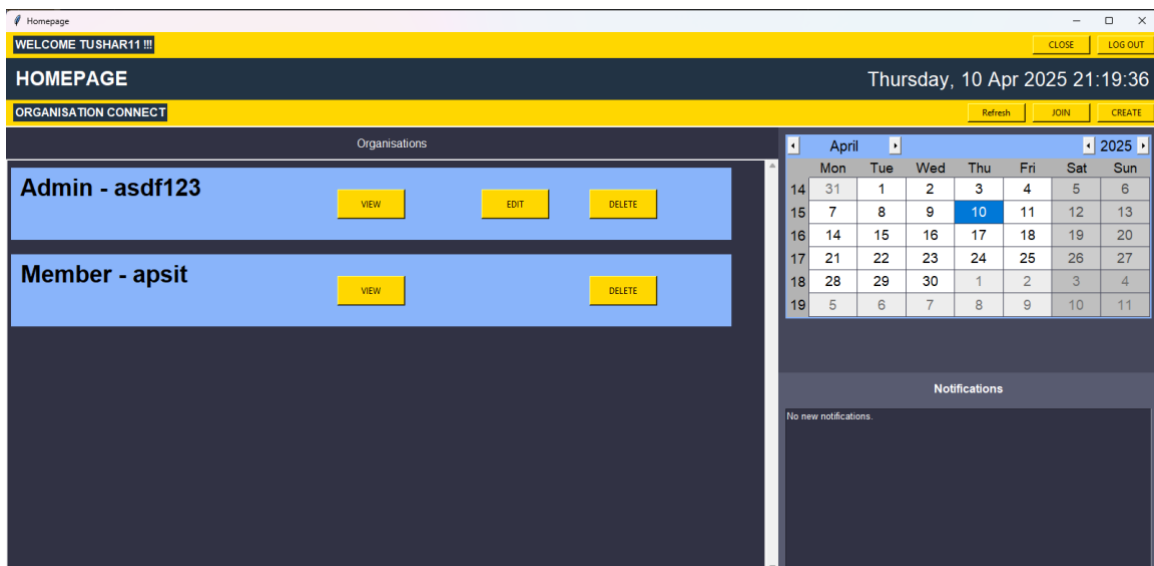 Homepage
WELCOME TUSHAR11 !!!
CLOSE LOG OUT
HOMEPAGE
Thursday, 10 Apr 2025 21:19:36
ORGANISATION CONNECT
Refresh JOIN CREATE
Organisations
Admin - asdf123
VIEW EDIT DELETE
Member - apsit
VIEW DELETE
April 2025
Mon Tue Wed Thu Fri Sat Sun
14 31 1 2 3 4 5 6
15 7 8 9 10 11 12 13
16 14 15 16 17 18 19 20
17 21 22 23 24 25 26 27
18 28 29 30 1 2 3 4
19 5 6 7 8 9 10 11
Notifications
No new notifications.